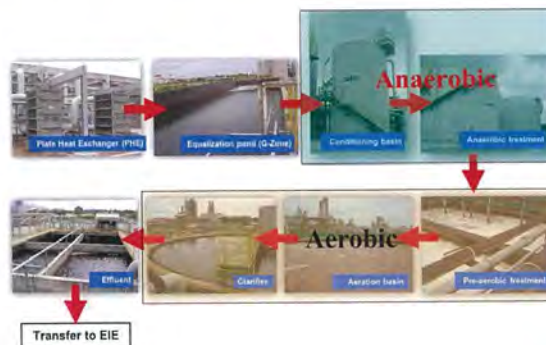 Anaerobic
Plate Heat Exchanger (PHE)
Equalization pond (G-Zone)
Conditioning basin
Anaerobic treatment
Aerobic
Effluent
Clarifier
Aeration basin
Pre-aerobic treatment
Transfer to EIE